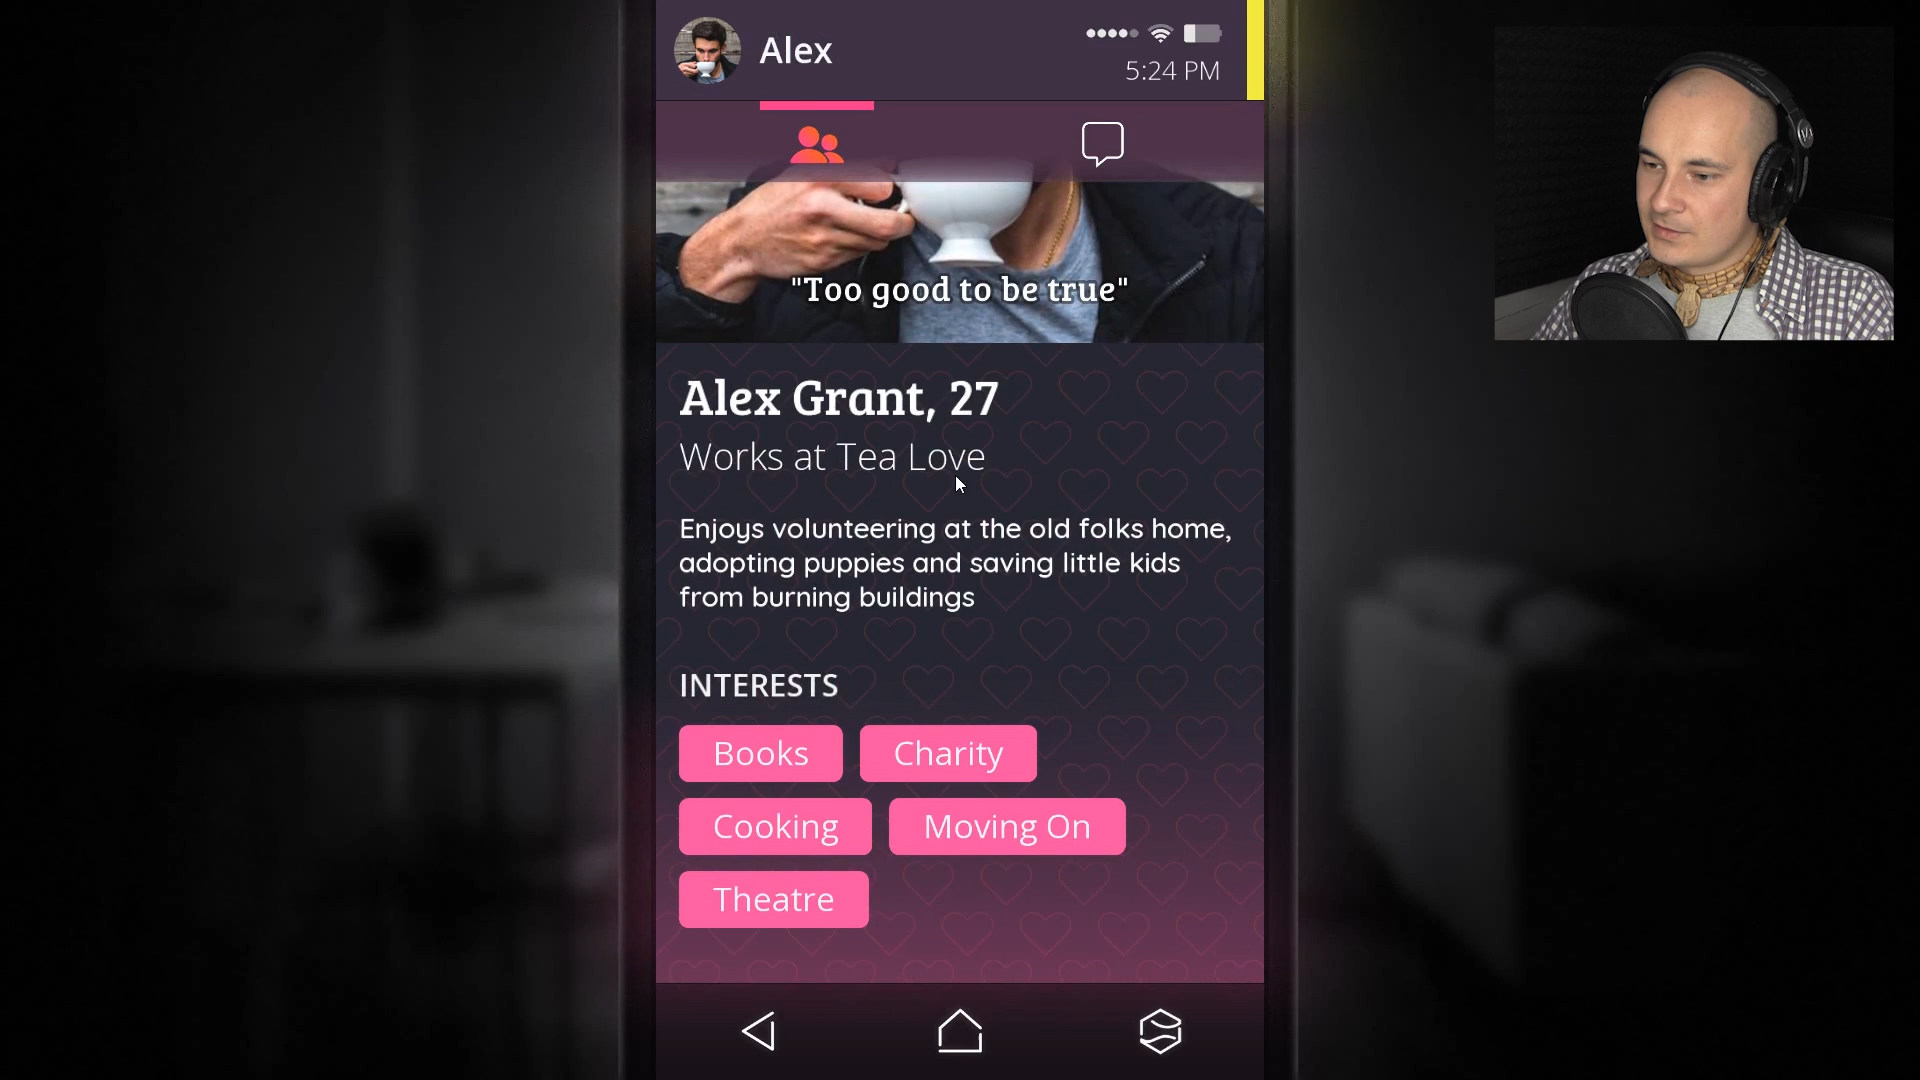 Alex
5:24 PM
"Too good to be true"
Alex Grant, 27
Works at Tea Love
Enjoys volunteering at the old folks home,
adopting puppies and saving little kids
from burning buildings
INTERESTS
Books
Charity
Cooking
Moving On
Theatre